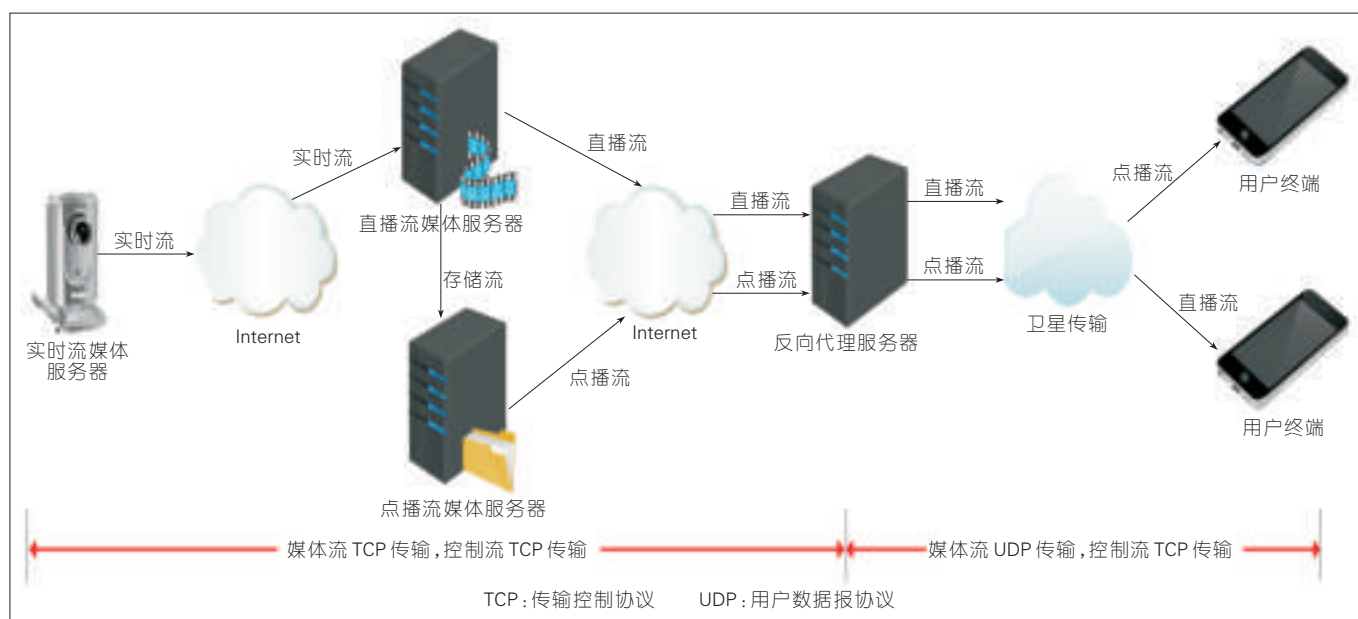 实时流
实时流媒体
服务器
Internet
实时流
直播流媒体服务器
存储流
点播流媒体服务器
直播流
点播流
Internet
直播流
点播流
反向代理服务器
直播流
点播流
卫星传输
点播流
用户终端
直播流
用户终端
媒体流 TCP 传输,控制流 TCP 传输
媒体流 UDP 传输,控制流 TCP 传输
TCP:传输控制协议 UDP:用户数据报协议